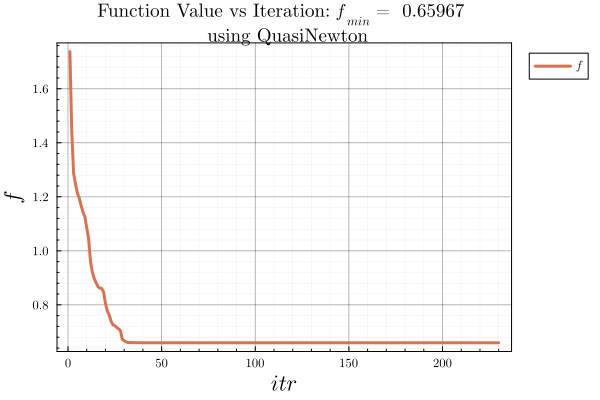 Function Value vs Iteration: f_min = 0.65967
using QuasiNewton
f
1.6
1.4
1.2
1.0
0.8
f
0
50
100
150
200
itr